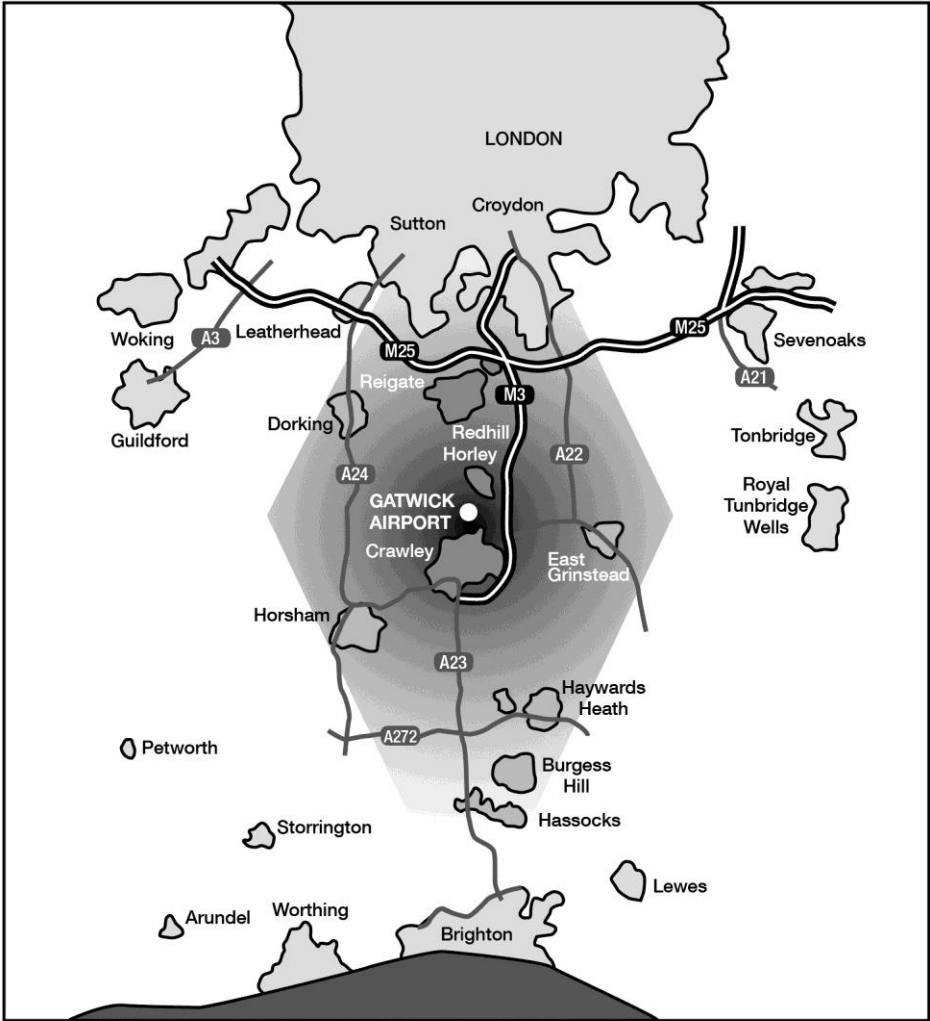 LONDON
Croydon
Sutton
Woking
A3
Leatherhead
M25
M25
Sevenoaks
A21
Reigate
M3
Guildford
Dorking
Redhill
Horley
A22
Tonbridge
A24
Royal
Tunbridge
Wells
GATWICK
AIRPORT
Crawley
East
Grinstead
Horsham
A23
Haywards
Heath
A272
Petworth
Burgess
Hill
Hassocks
Storrington
Lewes
Arundel
Worthing
Brighton